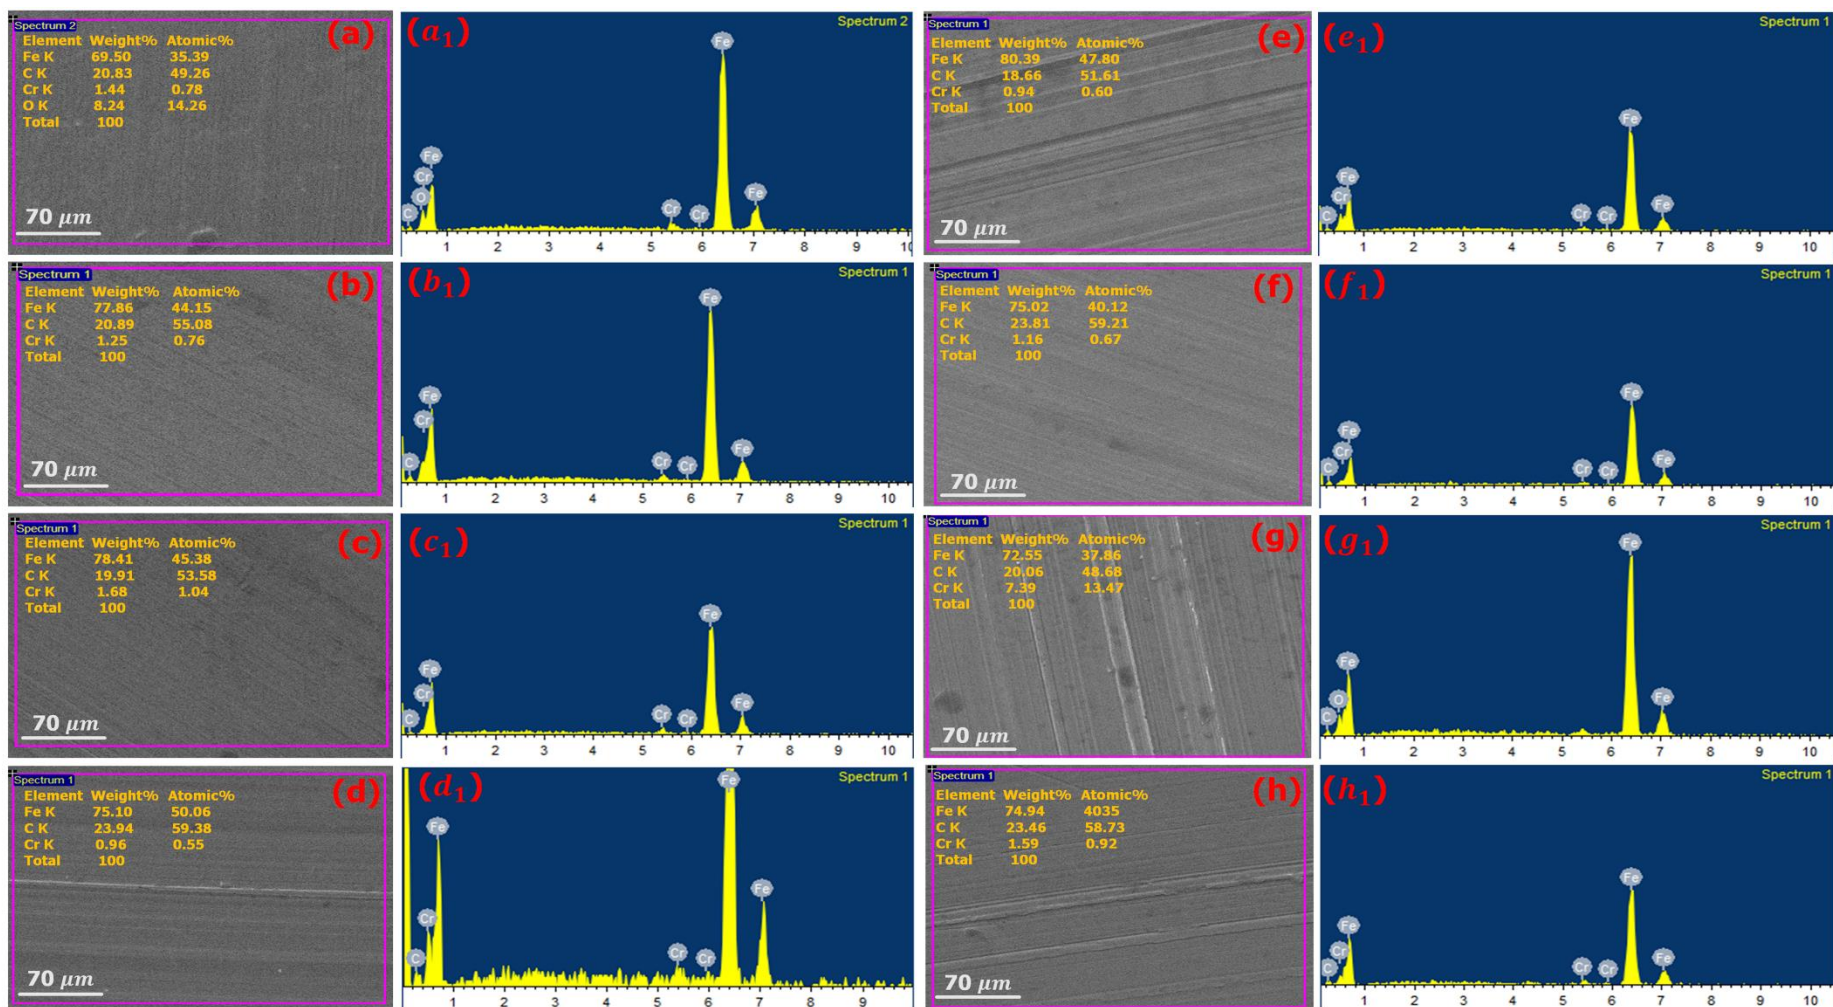 Spectrum 2
(a)
Element Weight% Atomic%
Fe K 69.50 35.39
C K 20.83 49.26
Cr K 1.44 0.78
O K 8.24 14.26
Total 100
70 μm
(a1)
Spectrum 2
Fe
Fe
Cr
O
C
Cr
Cr
Fe
1 2 3 4 5 6 7 8 9 10
Spectrum 1
(e)
Element Weight% Atomic%
Fe K 80.39 47.80
C K 18.66 51.61
Cr K 0.94 0.60
Total 100
70 μm
(e1)
Spectrum 1
Fe
Fe
Cr
C
Cr
Cr
Fe
1 2 3 4 5 6 7 8 9 10
Spectrum 1
(b)
Element Weight% Atomic%
Fe K 77.86 44.15
C K 20.89 55.08
Cr K 1.25 0.76
Total 100
70 μm
(b1)
Spectrum 1
Fe
Fe
Cr
C
Cr
Cr
Fe
1 2 3 4 5 6 7 8 9 10
Spectrum 1
(f)
Element Weight% Atomic%
Fe K 75.02 40.12
C K 23.81 59.21
Cr K 1.16 0.67
Total 100
70 μm
(f1)
Spectrum 1
Fe
Fe
Cr
C
Cr
Cr
Fe
1 2 3 4 5 6 7 8 9 10
Spectrum 1
(c)
Element Weight% Atomic%
Fe K 78.41 45.38
C K 19.91 53.58
Cr K 1.68 1.04
Total 100
70 μm
(c1)
Spectrum 1
Fe
Fe
Cr
C
Cr
Cr
Fe
1 2 3 4 5 6 7 8 9 10
Spectrum 1
(g)
Element Weight% Atomic%
Fe K 72.55 37.86
C K 20.06 48.68
Cr K 7.39 13.47
Total 100
70 μm
(g1)
Spectrum 1
Fe
Fe
O
C
Fe
1 2 3 4 5 6 7 8 9 10
Spectrum 1
(d)
Element Weight% Atomic%
Fe K 75.10 50.06
C K 23.94 59.38
Cr K 0.96 0.55
Total 100
70 μm
(d1)
Spectrum 1
Fe
Fe
Cr
C
Cr
Cr
Fe
1 2 3 4 5 6 7 8 9
Spectrum 1
(h)
Element Weight% Atomic%
Fe K 74.94 4035
C K 23.46 58.73
Cr K 1.59 0.92
Total 100
70 μm
(h1)
Spectrum 1
Fe
Fe
Cr
C
Cr
Cr
Fe
1 2 3 4 5 6 7 8 9 10